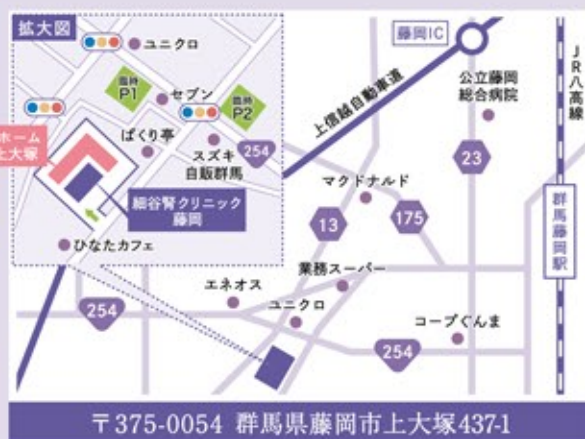 拡大図
ユニクロ
臨時
P1
セブン
臨時
P2
ぱくり亭
スズキ
自販群馬
254
ホーム
上大塚
細谷腎クリニック
藤岡
ひなたカフェ
藤岡IC
上信越自動車道
公立藤岡
総合病院
JR八高線
23
マクドナルド
13
175
群馬藤岡駅
業務スーパー
エネオス
ユニクロ
254
コープぐんま
254
〒375-0054 群馬県藤岡市上大塚437-1